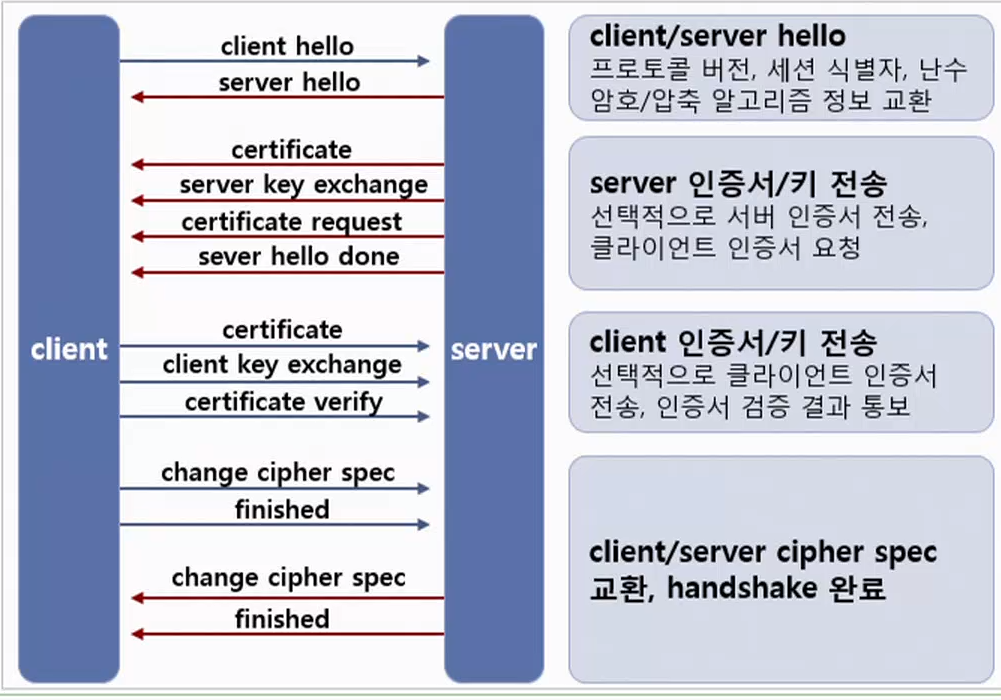 client hello
server hello
certificate
server key exchange
certificate request
sever hello done
client
server
certificate
client key exchange
certificate verify
change cipher spec
finished
change cipher spec
finished
client/server hello
프로토콜 버전, 세션 식별자, 난수
암호/압축 알고리즘 정보 교환
server 인증서/키 전송
선택적으로 서버 인증서 전송,
클라이언트 인증서 요청
client 인증서/키 전송
선택적으로 클라이언트 인증서
전송, 인증서 검증 결과 통보
client/server cipher spec
교환, handshake 완료